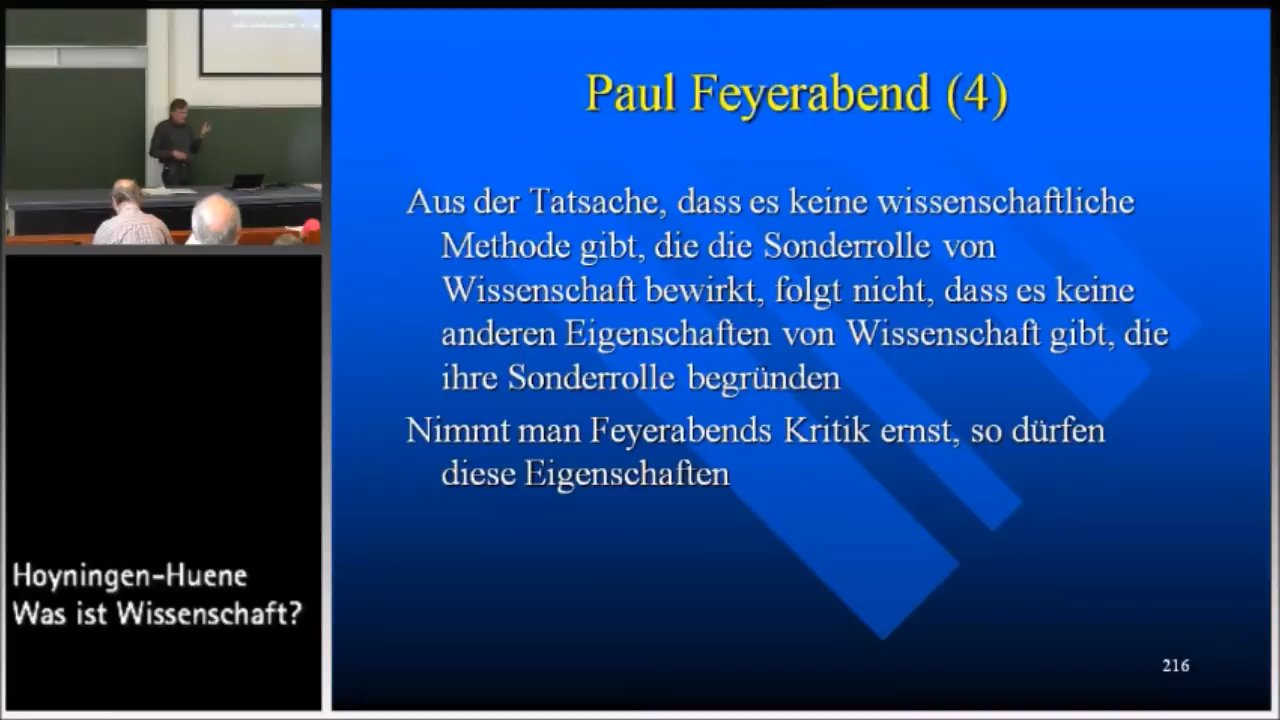 Paul Feyerabend (4)
Aus der Tatsache, dass es keine wissenschaftliche
Methode gibt, die die Sonderrolle von
Wissenschaft bewirkt, folgt nicht, dass es keine
anderen Eigenschaften von Wissenschaft gibt, die
ihre Sonderrolle begründen
Nimmt man Feyerabends Kritik ernst, so dürfen
diese Eigenschaften
216
Hoyningen-Huene
Was ist Wissenschaft?